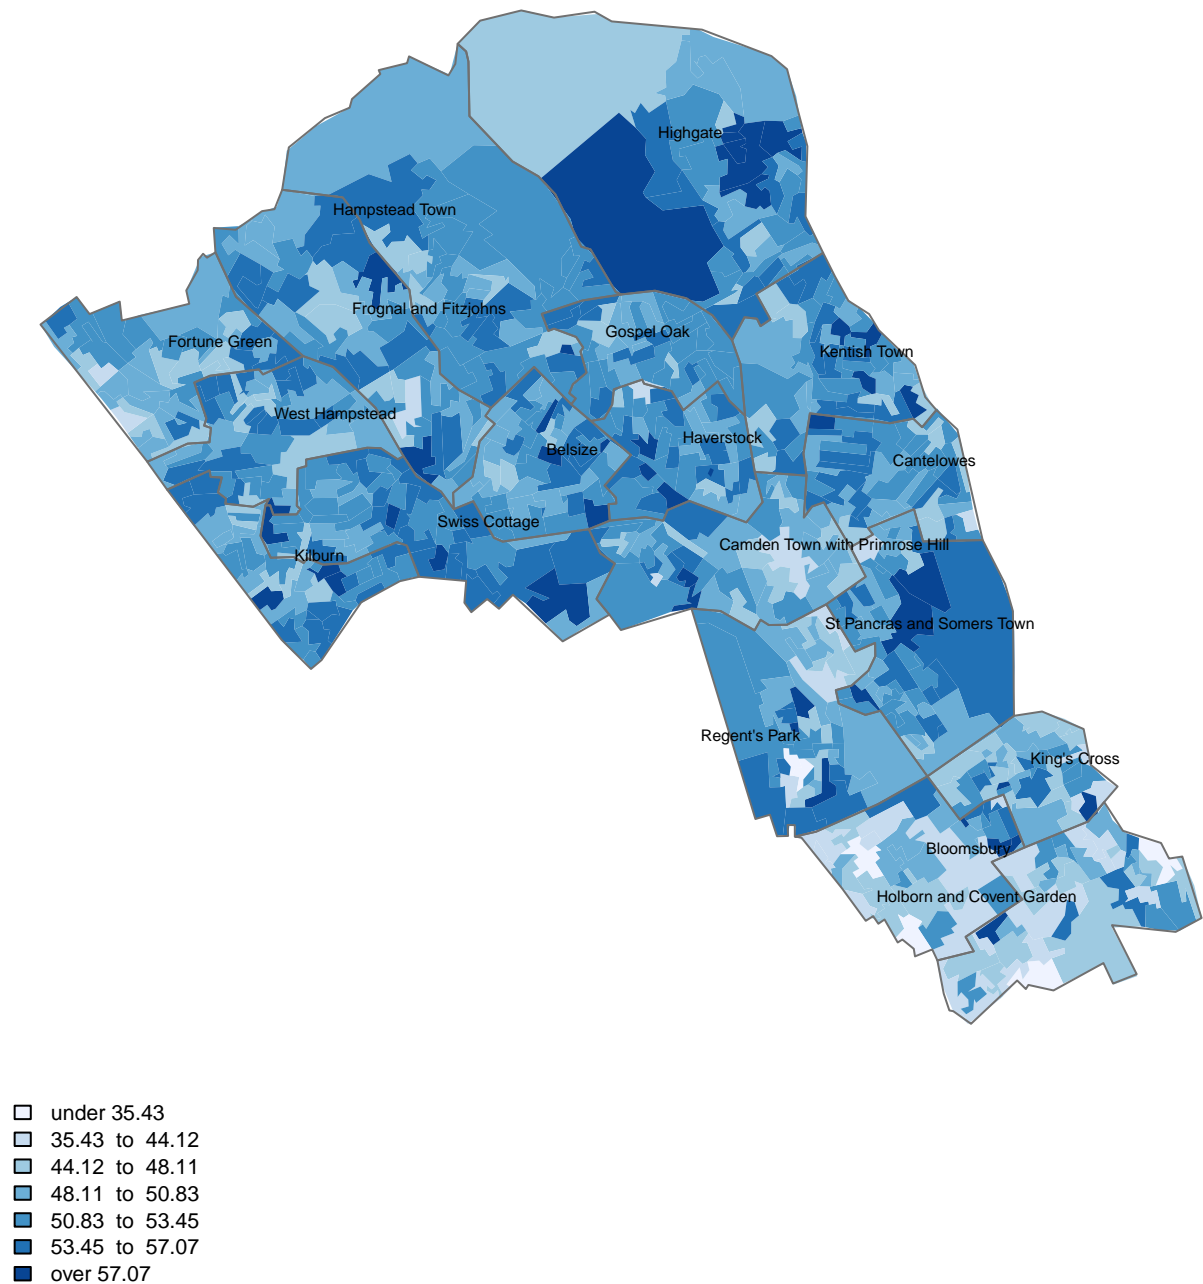 Highgate
Hampstead Town
Frognal and Fitzjohns
Gospel Oak
Fortune Green
Kentish Town
West Hampstead
Haverstock
Belsize
Cantelowes
Swiss Cottage
Camden Town with Primrose Hill
Kilburn
St Pancras and Somers Town
Regent's Park
King's Cross
Bloomsbury
Holborn and Covent Garden
under 35.43
35.43 to 44.12
44.12 to 48.11
48.11 to 50.83
50.83 to 53.45
53.45 to 57.07
over 57.07